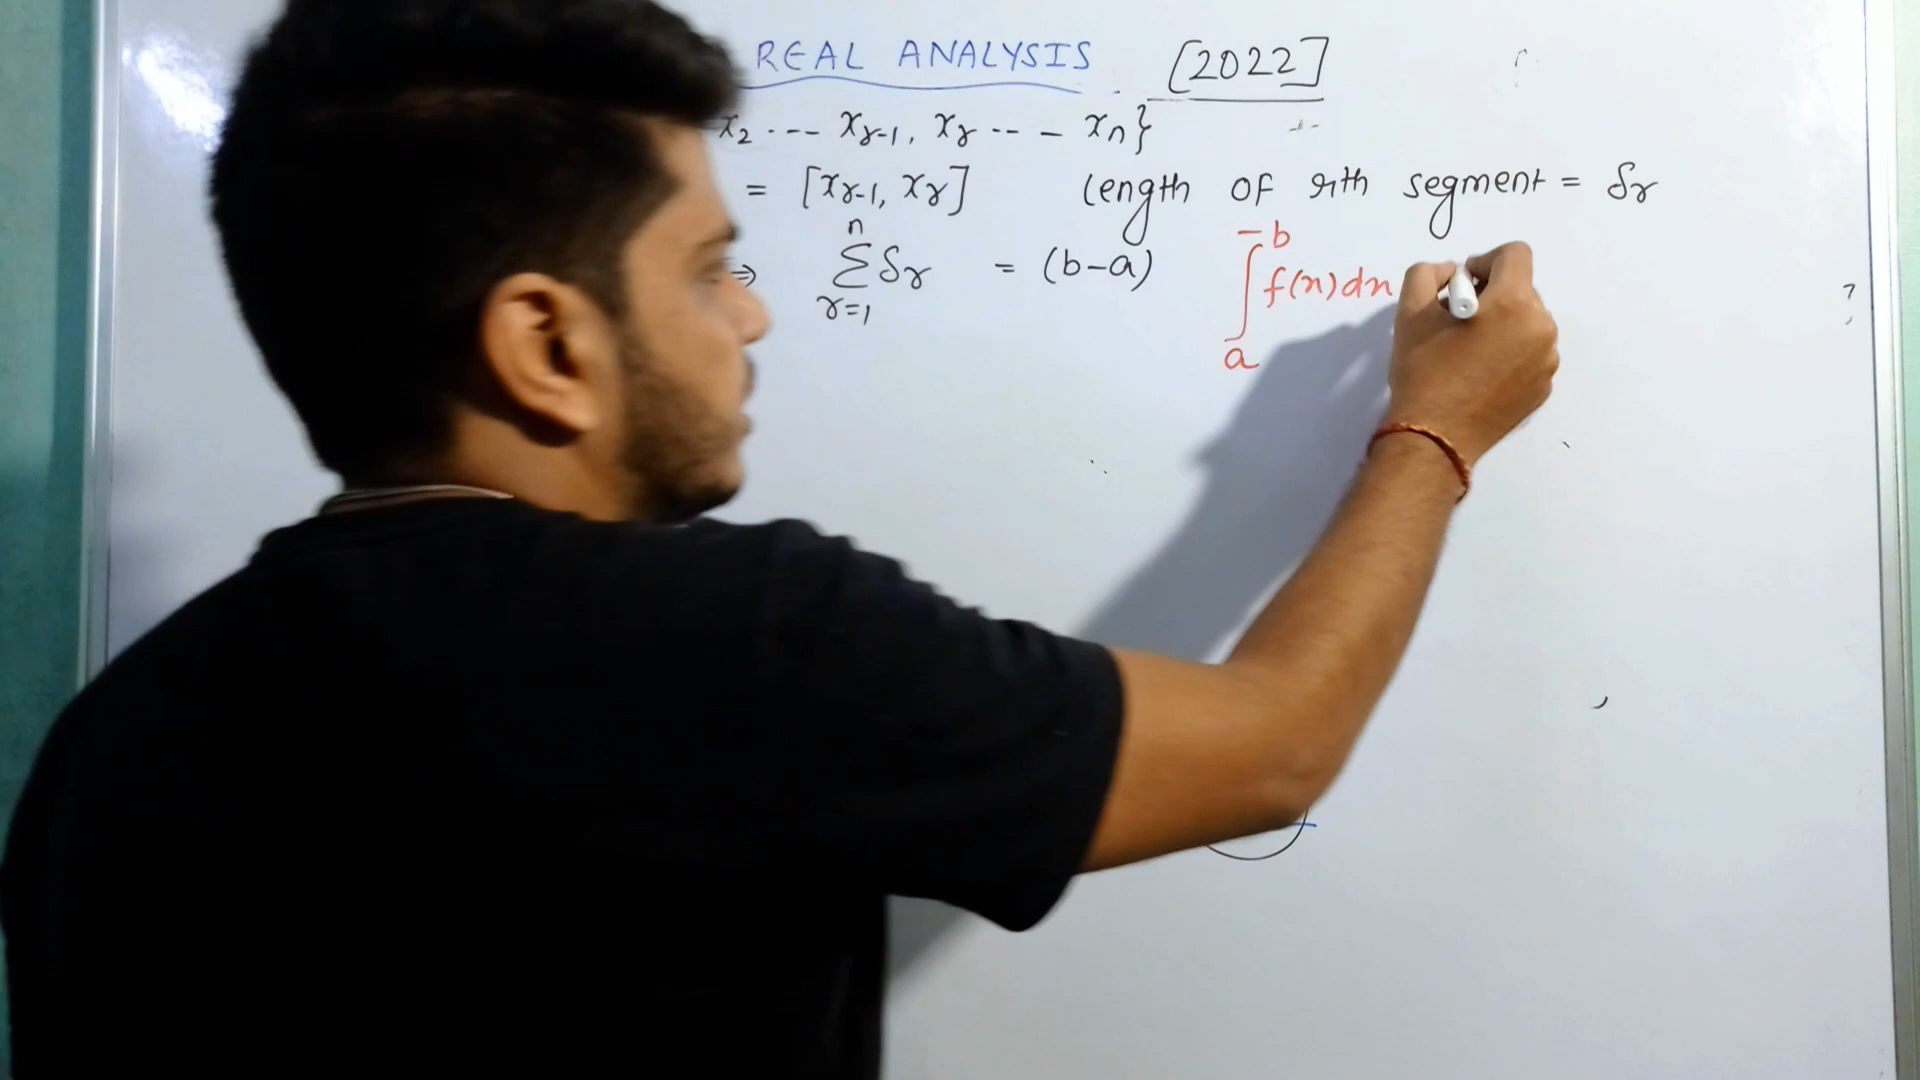 REAL ANALYSIS [2022]
x₂ ---- xᵣ₋₁, xᵣ --- xₙ}
= [xᵣ₋₁, xᵣ] length of rth segment = δᵣ
⇒ n∑r=1 δᵣ = (b-a) ∫ₐ⁻ᵇ f(x)dx